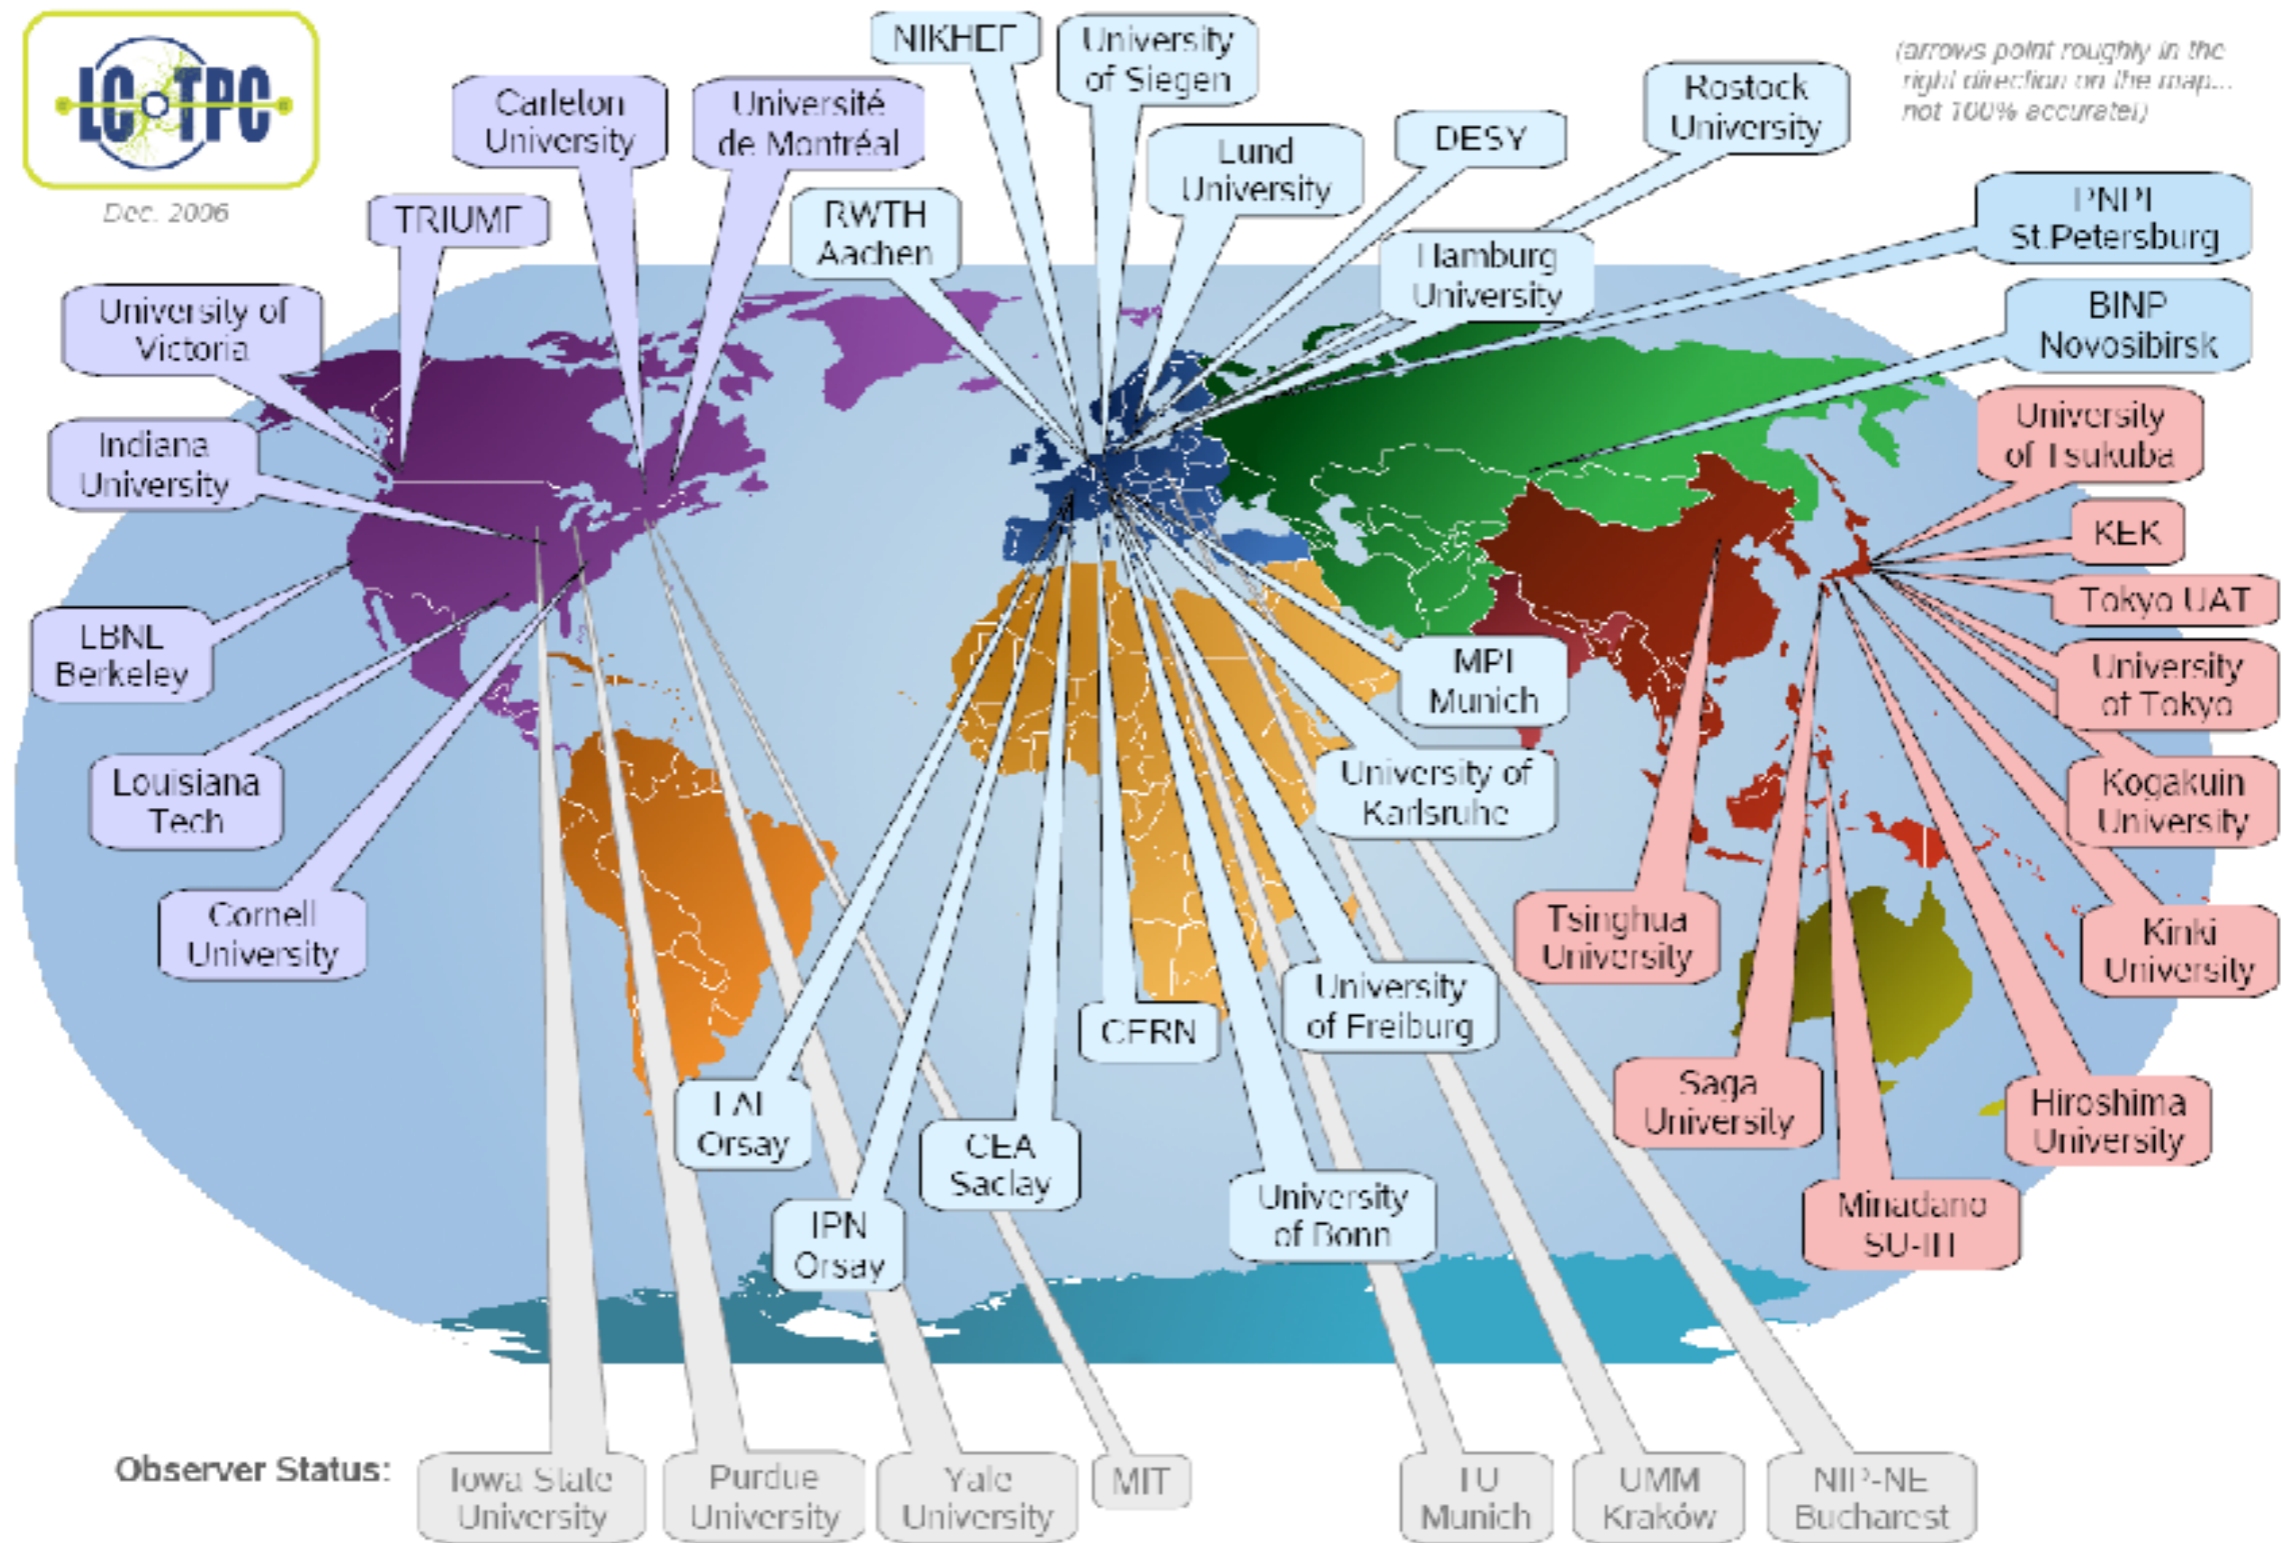 LC TPC
Dec. 2006
NIKHEF
University
of Siegen
(arrows point roughly in the
right direction on the map...
not 100% accurate!)
Carleton
University
Université
de Montréal
Rostock
University
DESY
Lund
University
TRIUMF
RWTH
Aachen
PNPI
St.Petersburg
Hamburg
University
University of
Victoria
BINP
Novosibirsk
Indiana
University
University
of Tsukuba
KEK
Tokyo UAT
LBNL
Berkeley
MPI
Munich
University
of Tokyo
Louisiana
Tech
University of
Karlsruhe
Kogakuin
University
Cornell
University
Tsinghua
University
Kinki
University
CERN
University
of Freiburg
LAL
Orsay
CEA
Saclay
Saga
University
Hiroshima
University
IPN
Orsay
University
of Bonn
Minadano
SU-IIT
Observer Status:
Iowa State
University
Purdue
University
Yale
University
MIT
TU
Munich
UMM
Kraków
NIP-NE
Bucharest